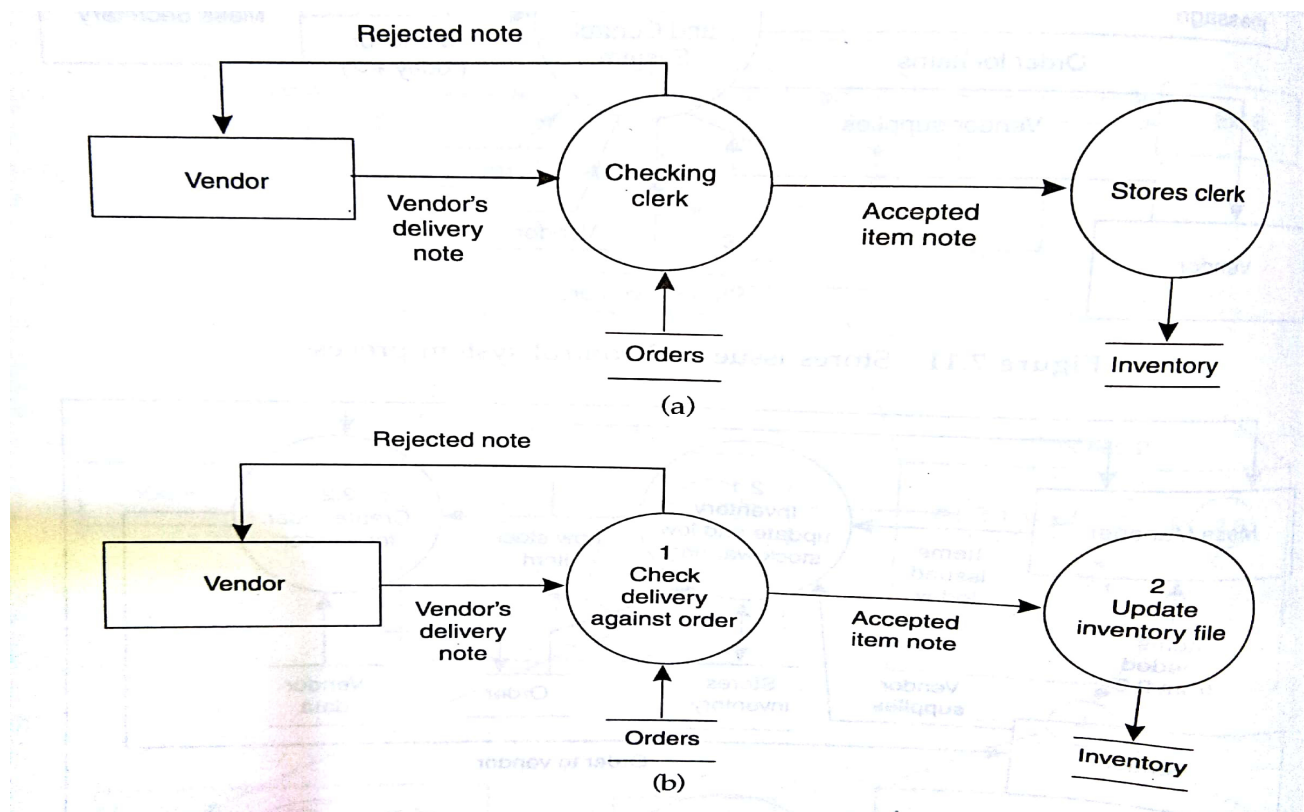 Rejected note
Vendor
Vendor's
delivery
note
Checking
clerk
Accepted
item note
Stores clerk
Orders
Inventory
(a)
Rejected note
Vendor
Vendor's
delivery
note
1
Check
delivery
against order
Accepted
item note
2
Update
inventory file
Orders
Inventory
(b)